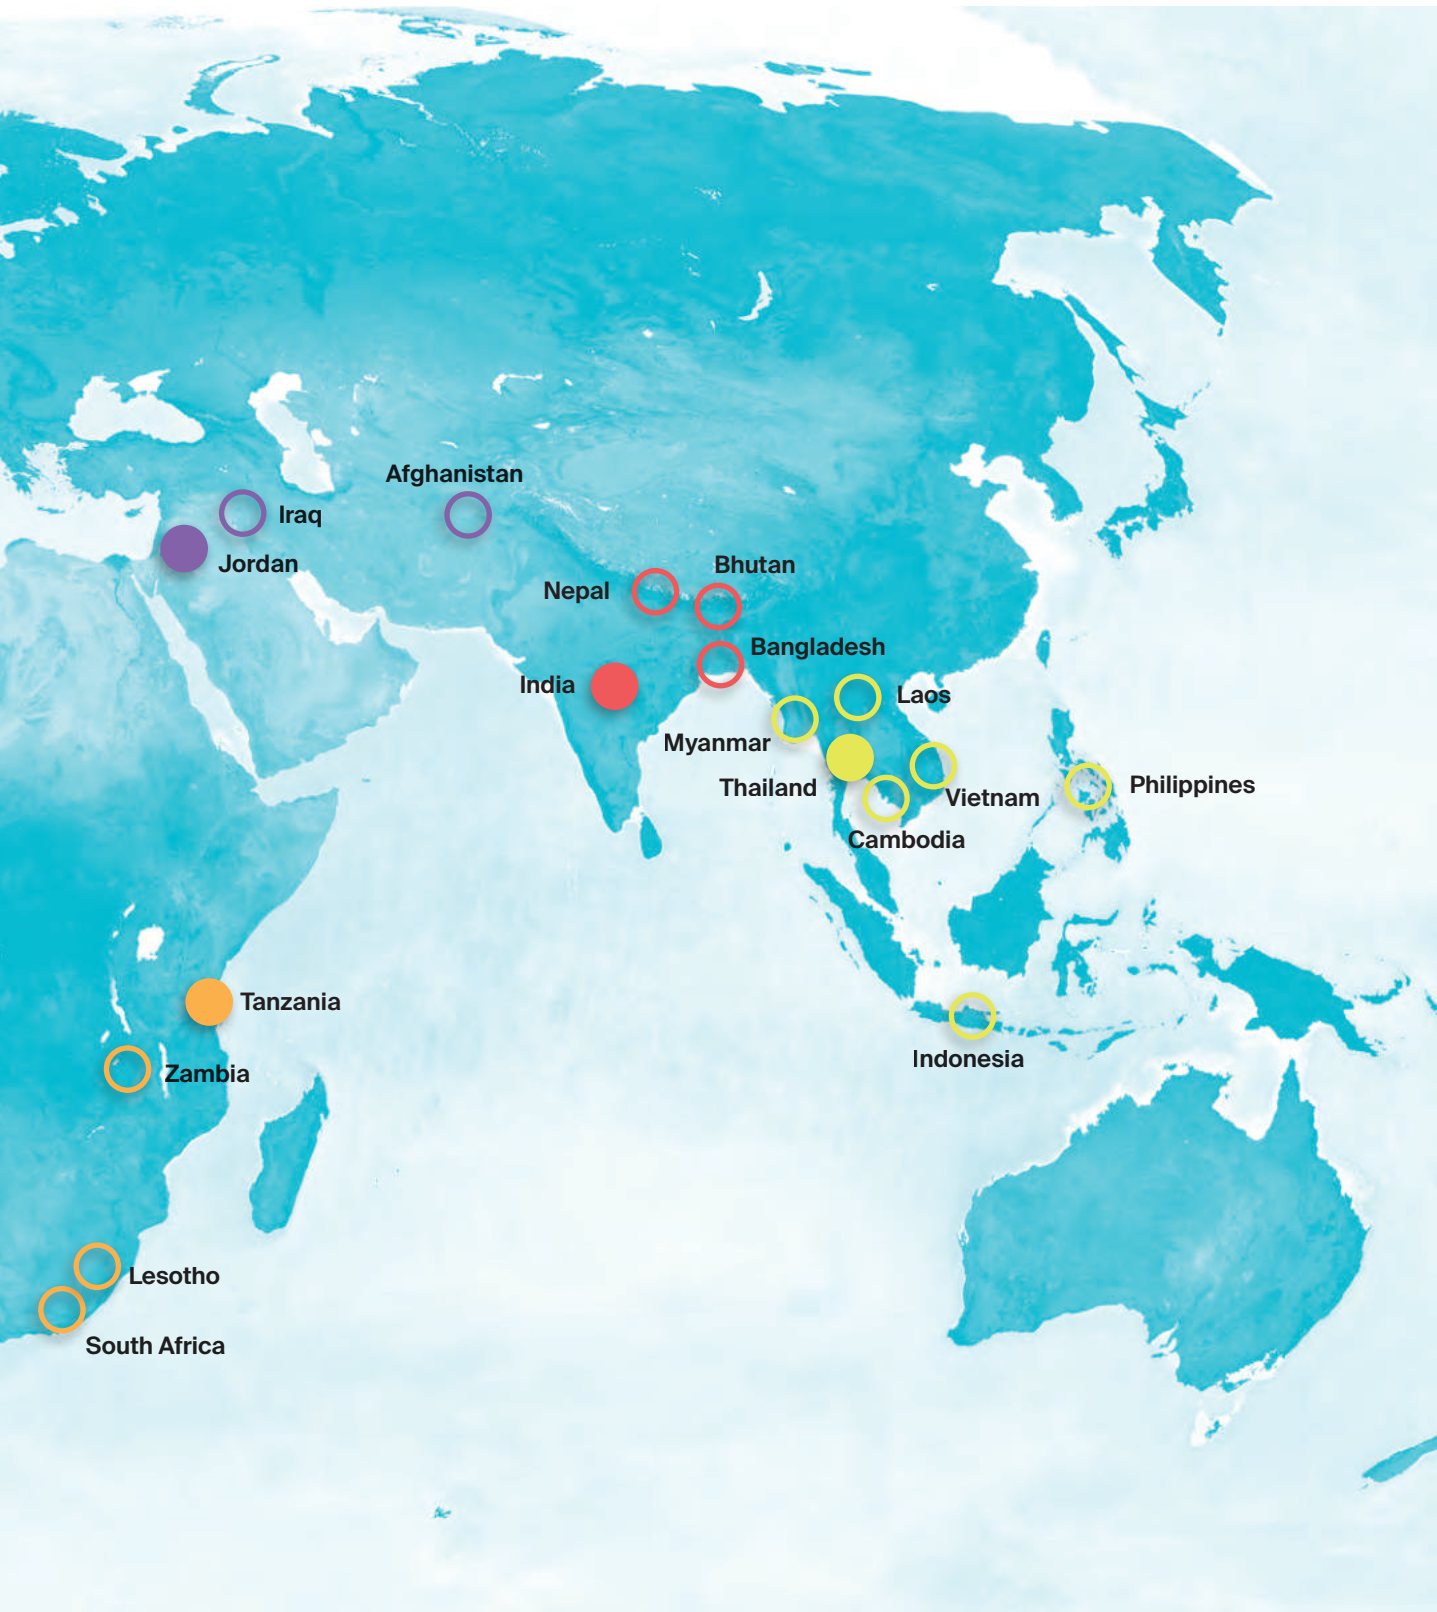 Afghanistan
Iraq
Jordan
Bhutan
Nepal
Bangladesh
India
Laos
Myanmar
Thailand
Vietnam
Philippines
Cambodia
Tanzania
Indonesia
Zambia
Lesotho
South Africa